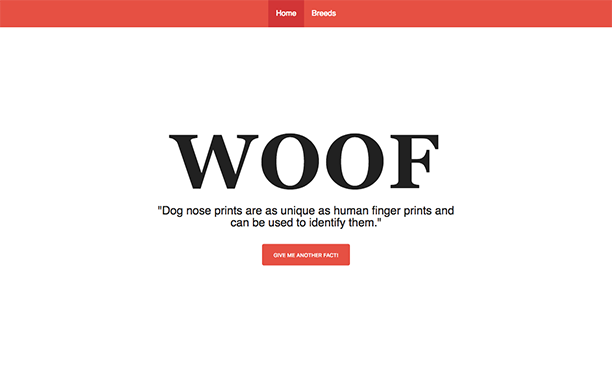 Home Breeds
WOOF
"Dog nose prints are as unique as human finger prints and
can be used to identify them."
GIVE ME ANOTHER FACT!